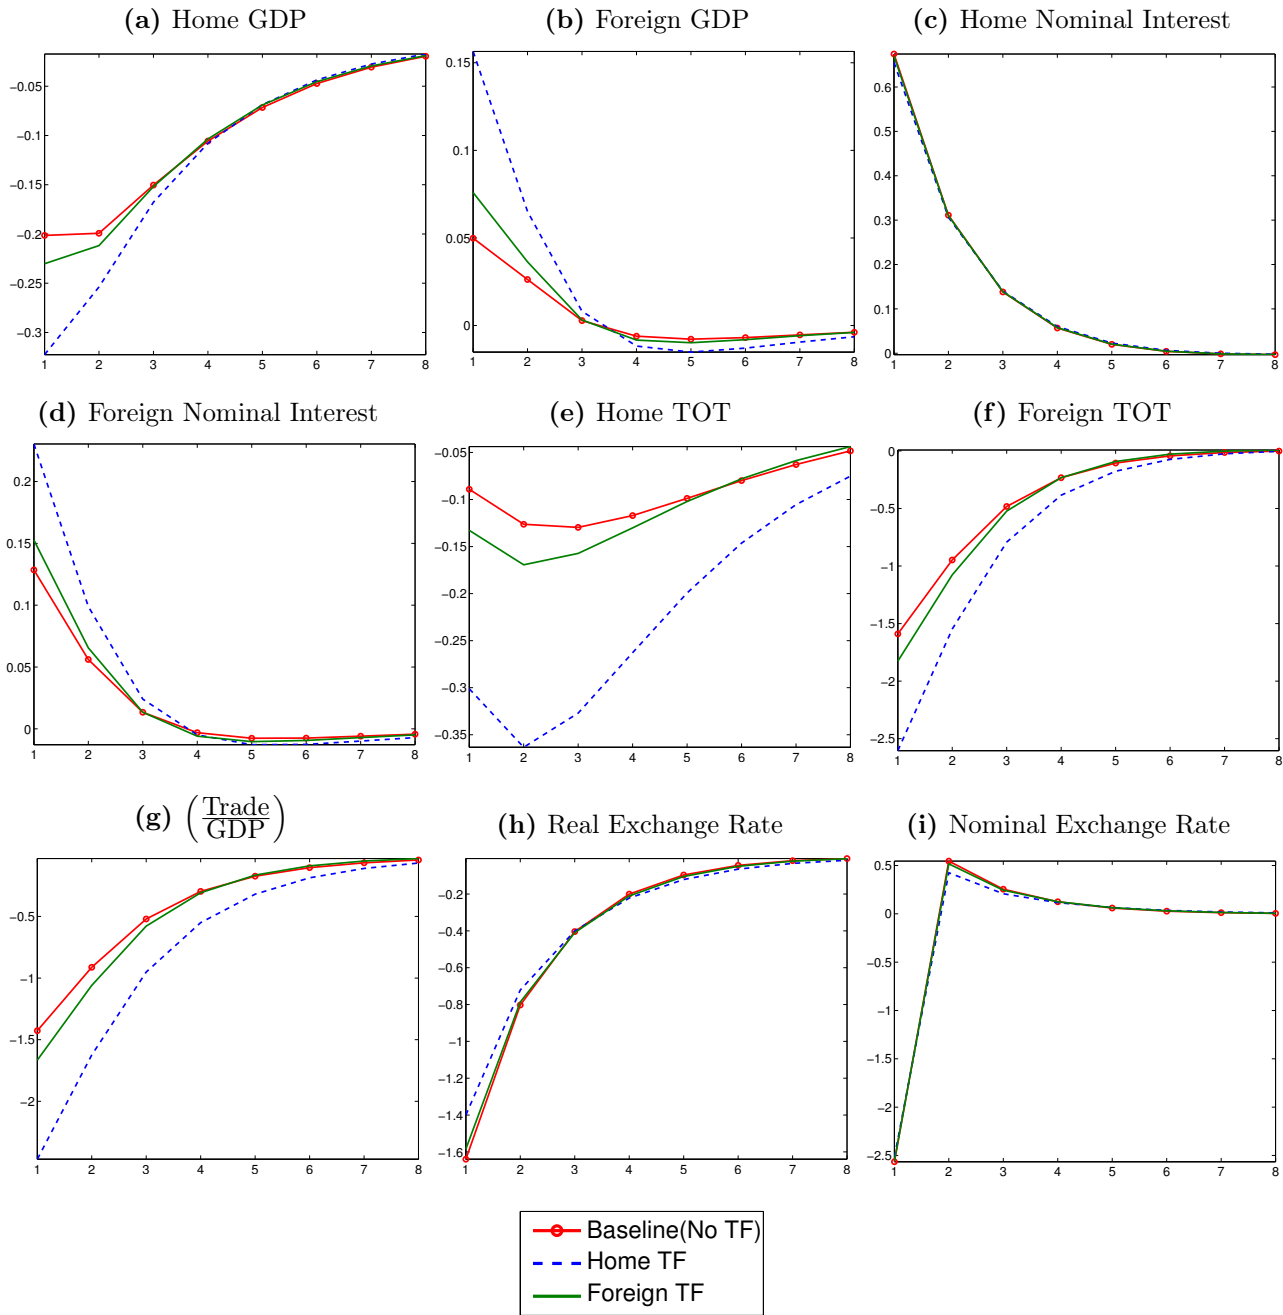 (a) Home GDP
−0.05
−0.1
−0.15
−0.2
−0.25
−0.3
1 2 3 4 5 6 7 8
(b) Foreign GDP
0.15
0.1
0.05
0
1 2 3 4 5 6 7 8
(c) Home Nominal Interest
0.6
0.5
0.4
0.3
0.2
0.1
0
1 2 3 4 5 6 7 8
(d) Foreign Nominal Interest
0.2
0.15
0.1
0.05
0
1 2 3 4 5 6 7 8
(e) Home TOT
−0.05
−0.1
−0.15
−0.2
−0.25
−0.3
−0.35
1 2 3 4 5 6 7 8
(f) Foreign TOT
0
−0.5
−1
−1.5
−2
−2.5
1 2 3 4 5 6 7 8
(g) (Trade
GDP)
−0.5
−1
−1.5
−2
1 2 3 4 5 6 7 8
(h) Real Exchange Rate
−0.2
−0.4
−0.6
−0.8
−1
−1.2
−1.4
−1.6
1 2 3 4 5 6 7 8
(i) Nominal Exchange Rate
0.5
0
−0.5
−1
−1.5
−2
−2.5
1 2 3 4 5 6 7 8
Baseline(No TF)
Home TF
Foreign TF